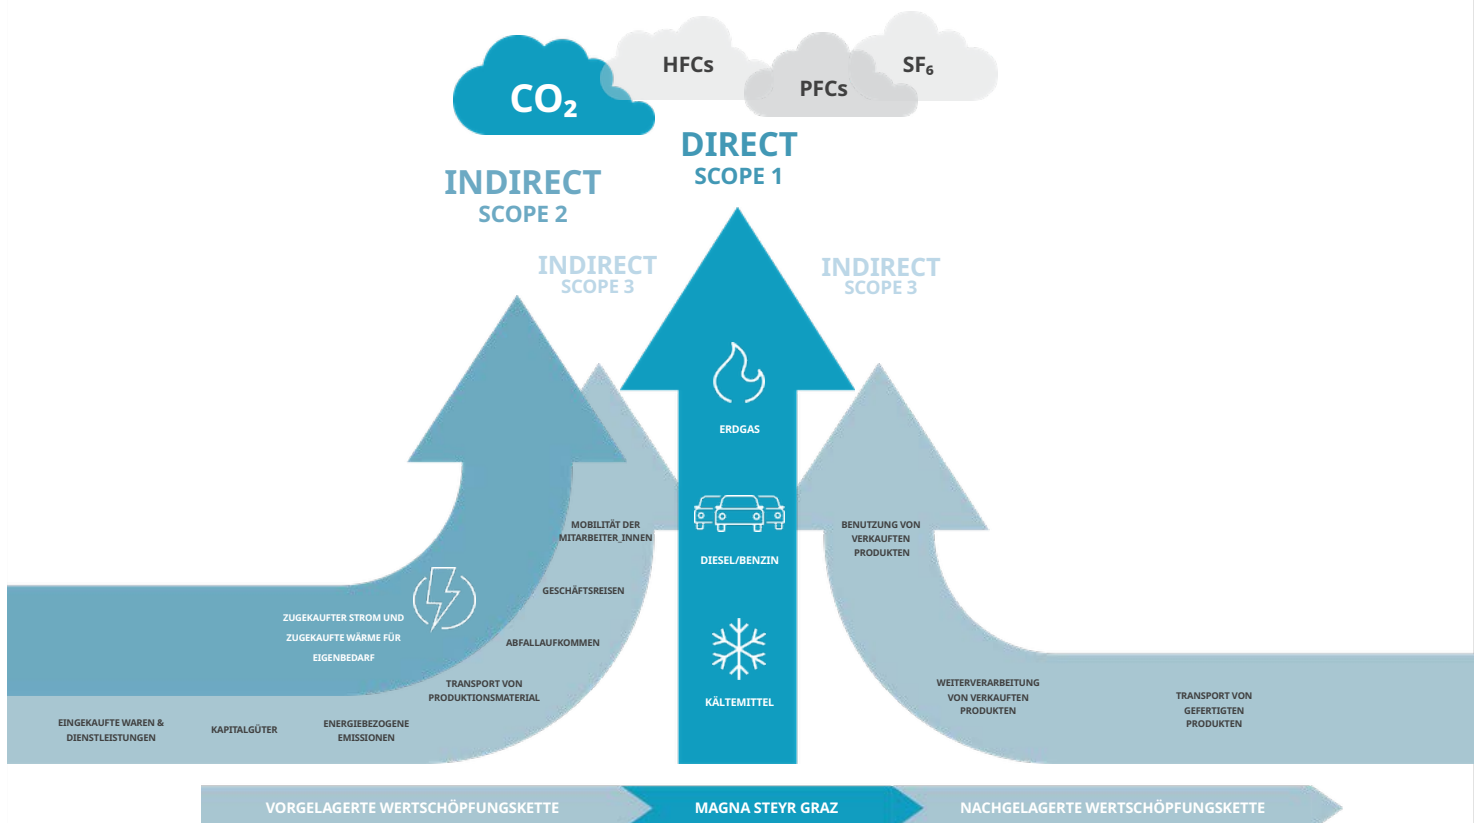 CO₂
HFCs
PFCs
SF₆
DIRECT
SCOPE 1
INDIRECT
SCOPE 2
INDIRECT
SCOPE 3
INDIRECT
SCOPE 3
ERDGAS
DIESEL/BENZIN
KÄLTEMITTEL
ZUGEKAUFTER STROM UND
ZUGEKAUFTE WÄRME FÜR
EIGENBEDARF
MOBILITÄT DER
MITARBEITER_INNEN
GESCHÄFTSREISEN
ABFALLAUFKOMMEN
TRANSPORT VON
PRODUKTIONSMATERIAL
ENERGIEBEZOGENE
EMISSIONEN
KAPITALGÜTER
EINGEKAUFTE WAREN &
DIENSTLEISTUNGEN
BENUTZUNG VON
VERKAUFTEN
PRODUKTEN
WEITERVERARBEITUNG
VON VERKAUFTEN
PRODUKTEN
TRANSPORT VON
GEFERTIGTEN
PRODUKTEN
VORGELAGERTE WERTSCHÖPFUNGSKETTE
MAGNA STEYR GRAZ
NACHGELAGERTE WERTSCHÖPFUNGSKETTE